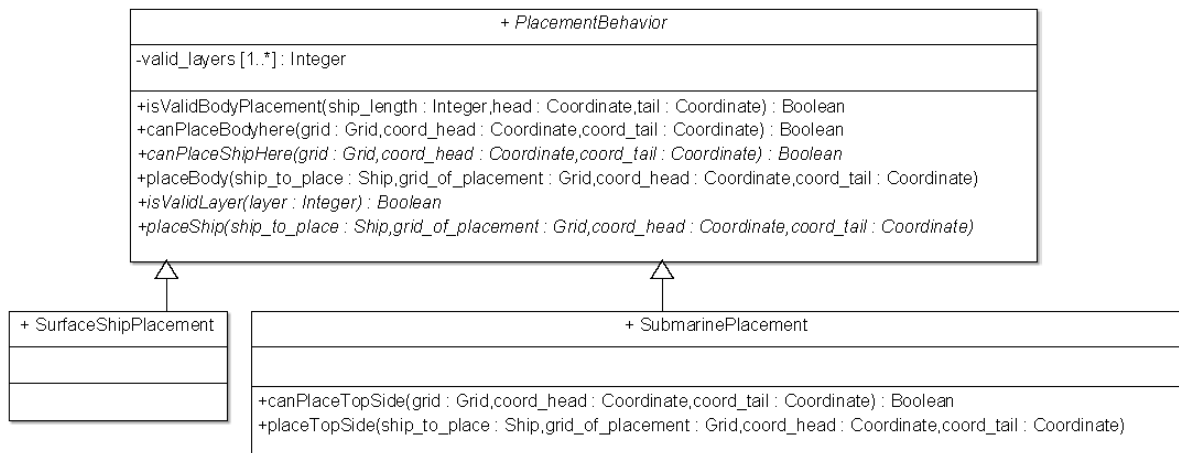 + PlacementBehavior
-valid_layers [1..*] : Integer
+isValidBodyPlacement(ship_length : Integer,head : Coordinate,tail : Coordinate) : Boolean
+canPlaceBodyhere(grid : Grid,coord_head : Coordinate,coord_tail : Coordinate) : Boolean
+canPlaceShipHere(grid : Grid,coord_head : Coordinate,coord_tail : Coordinate) : Boolean
+placeBody(ship_to_place : Ship,grid_of_placement : Grid,coord_head : Coordinate,coord_tail : Coordinate)
+isValidLayer(layer : Integer) : Boolean
+placeShip(ship_to_place : Ship,grid_of_placement : Grid,coord_head : Coordinate,coord_tail : Coordinate)
+ SurfaceShipPlacement
+ SubmarinePlacement
+canPlaceTopSide(grid : Grid,coord_head : Coordinate,coord_tail : Coordinate) : Boolean
+placeTopSide(ship_to_place : Ship,grid_of_placement : Grid,coord_head : Coordinate,coord_tail : Coordinate)